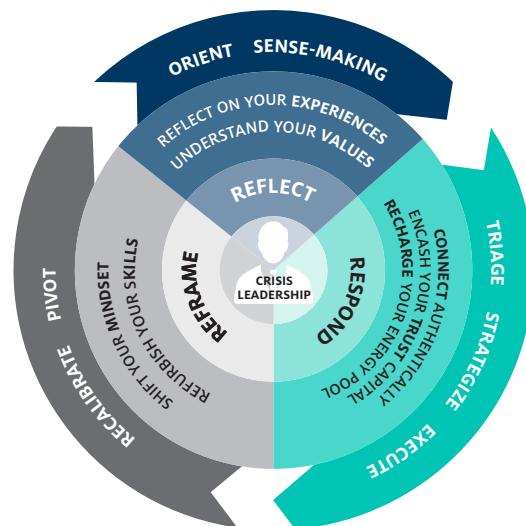 ORIENT SENSE-MAKING
REFLECT ON YOUR EXPERIENCES
UNDERSTAND YOUR VALUES
REFLECT
TRIAGE STRATEGIZE EXECUTE
CONNECT AUTHENTICALLY
ENCASH YOUR TRUST CAPITAL
RECHARGE YOUR ENERGY POOL
RESPOND
CRISIS
LEADERSHIP
REFRAME
SHIFT YOUR MINDSET
REFURBISH YOUR SKILLS
RECALIBRATE PIVOT